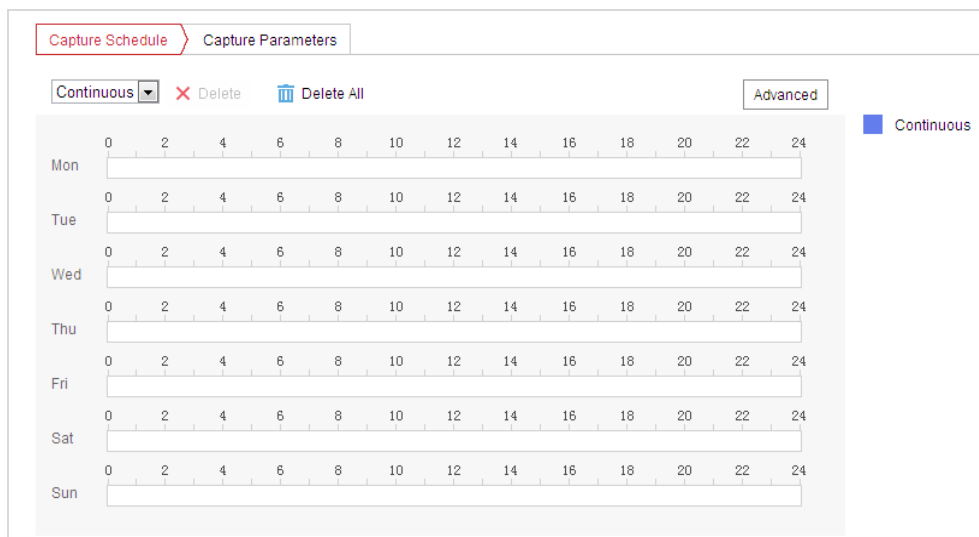 Capture Schedule Capture Parameters
Continuous Delete Delete All Advanced
Continuous
0 2 4 6 8 10 12 14 16 18 20 22 24
Mon
0 2 4 6 8 10 12 14 16 18 20 22 24
Tue
0 2 4 6 8 10 12 14 16 18 20 22 24
Wed
0 2 4 6 8 10 12 14 16 18 20 22 24
Thu
0 2 4 6 8 10 12 14 16 18 20 22 24
Fri
0 2 4 6 8 10 12 14 16 18 20 22 24
Sat
0 2 4 6 8 10 12 14 16 18 20 22 24
Sun